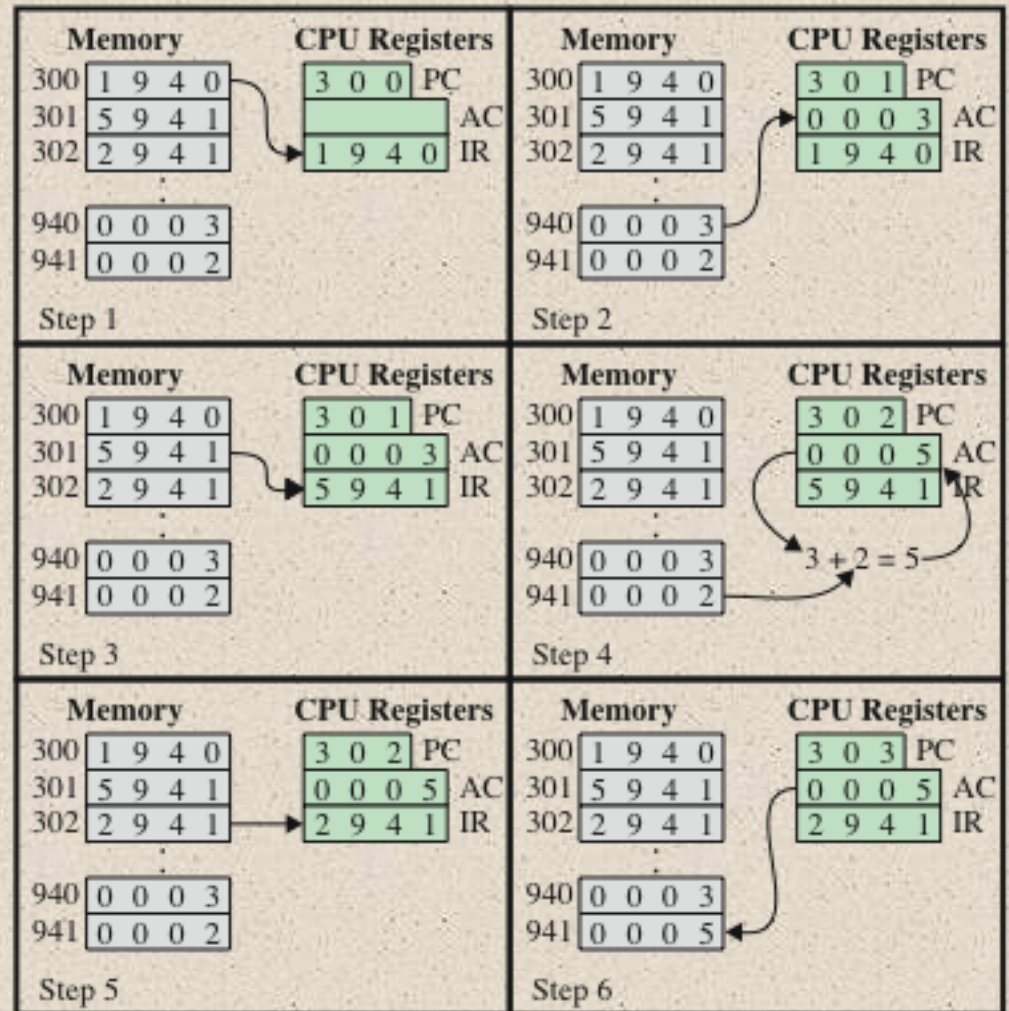 Memory CPU Registers
300 1 9 4 0 3 0 0 PC
301 5 9 4 1 AC
302 2 9 4 1 1 9 4 0 IR
940 0 0 0 3
941 0 0 0 2
Step 1
Memory CPU Registers
300 1 9 4 0 3 0 1 PC
301 5 9 4 1 0 0 0 3 AC
302 2 9 4 1 1 9 4 0 IR
940 0 0 0 3
941 0 0 0 2
Step 2
Memory CPU Registers
300 1 9 4 0 3 0 1 PC
301 5 9 4 1 0 0 0 3 AC
302 2 9 4 1 5 9 4 1 IR
940 0 0 0 3
941 0 0 0 2
Step 3
Memory CPU Registers
300 1 9 4 0 3 0 2 PC
301 5 9 4 1 0 0 0 5 AC
302 2 9 4 1 5 9 4 1 IR
940 0 0 0 3 3 + 2 = 5
941 0 0 0 2
Step 4
Memory CPU Registers
300 1 9 4 0 3 0 2 PC
301 5 9 4 1 0 0 0 5 AC
302 2 9 4 1 2 9 4 1 IR
940 0 0 0 3
941 0 0 0 2
Step 5
Memory CPU Registers
300 1 9 4 0 3 0 3 PC
301 5 9 4 1 0 0 0 5 AC
302 2 9 4 1 2 9 4 1 IR
940 0 0 0 3
941 0 0 0 5
Step 6